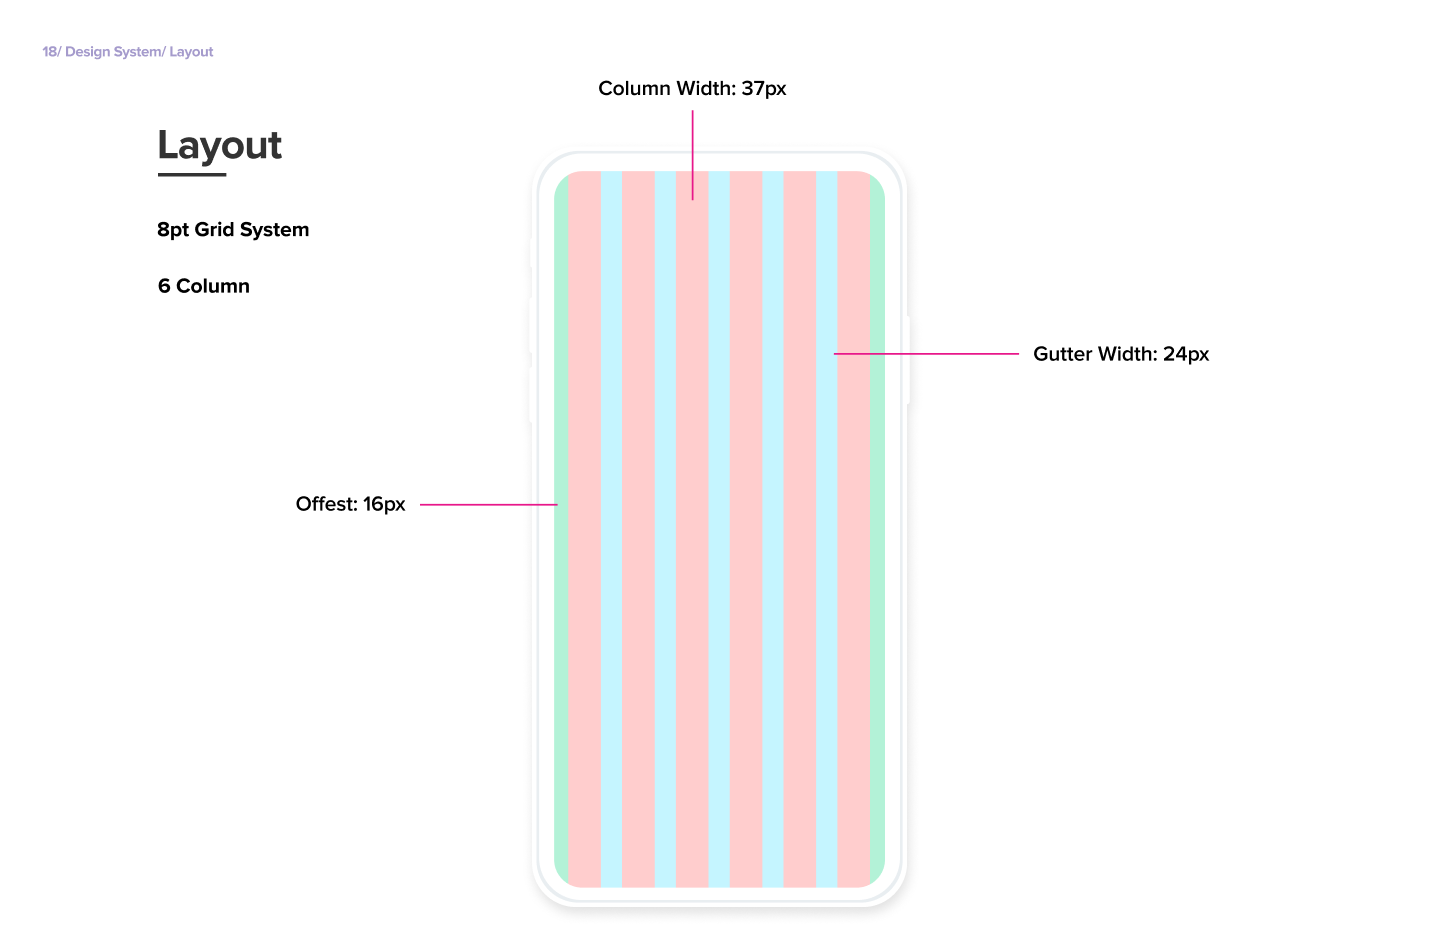 18/ Design System/ Layout
Column Width: 37px
Layout
8pt Grid System
6 Column
Gutter Width: 24px
Offest: 16px